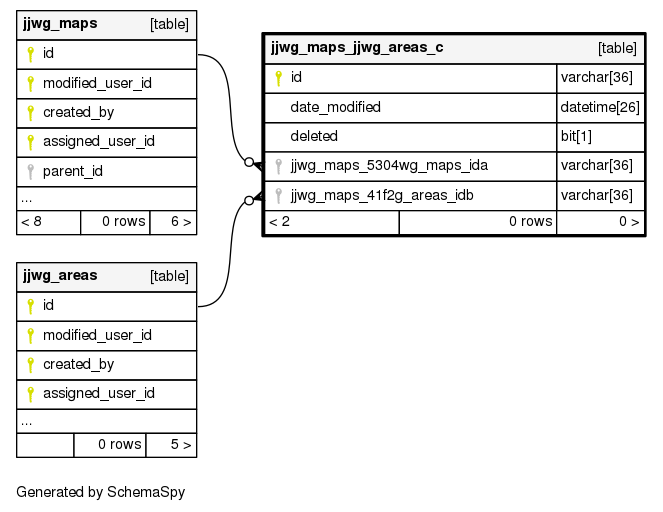 jjwg_maps [table]
id
modified_user_id
created_by
assigned_user_id
parent_id
...
< 8 0 rows 6 >
jjwg_maps_jjwg_areas_c [table]
id varchar[36]
date_modified datetime[26]
deleted bit[1]
jjwg_maps_5304wg_maps_ida varchar[36]
jjwg_maps_41f2g_areas_idb varchar[36]
< 2 0 rows 0 >
jjwg_areas [table]
id
modified_user_id
created_by
assigned_user_id
...
0 rows 5 >
Generated by SchemaSpy